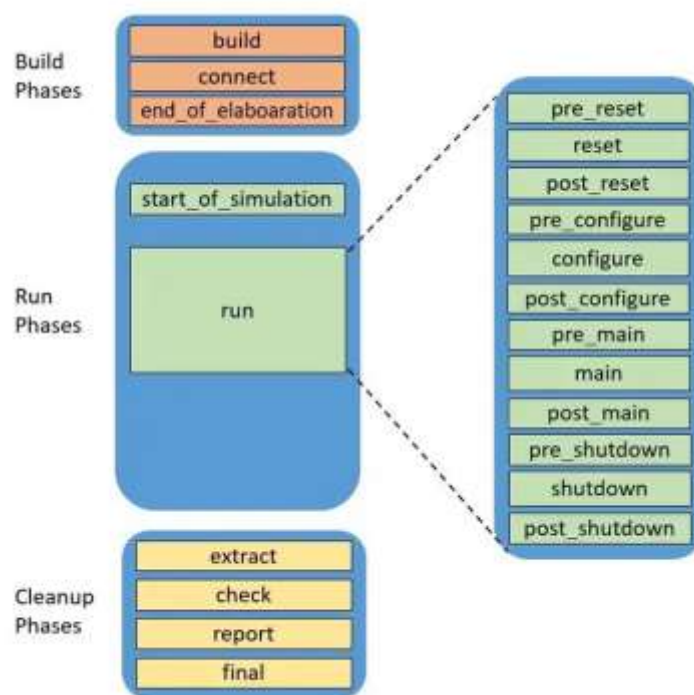 Build
Phases
build
connect
end_of_elaboaration
Run
Phases
start_of_simulation
run
pre_reset
reset
post_reset
pre_configure
configure
post_configure
pre_main
main
post_main
pre_shutdown
shutdown
post_shutdown
Cleanup
Phases
extract
check
report
final